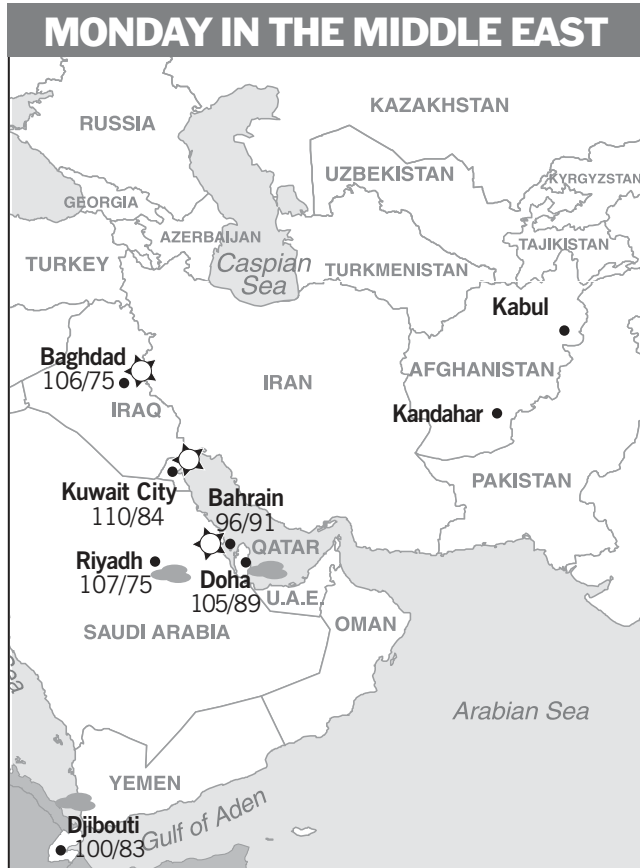 MONDAY IN THE MIDDLE EAST
KAZAKHSTAN
RUSSIA
UZBEKISTAN
KYRGYZSTAN
GEORGIA
AZERBAIJAN
TAJIKISTAN
TURKEY
Caspian
Sea
TURKMENISTAN
Kabul
Baghdad
106/75
IRAN
AFGHANISTAN
IRAQ
Kandahar
PAKISTAN
Kuwait City
110/84
Bahrain
96/91
QATAR
Riyadh
107/75
Doha
105/89
U.A.E.
OMAN
SAUDI ARABIA
Sea
Arabian Sea
YEMEN
Djibouti
100/83
Gulf of Aden